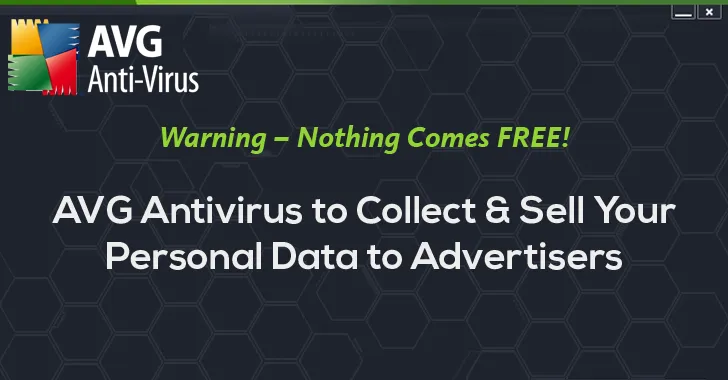 AVG
Anti-Virus
Warning – Nothing Comes FREE!
AVG Antivirus to Collect & Sell Your
Personal Data to Advertisers